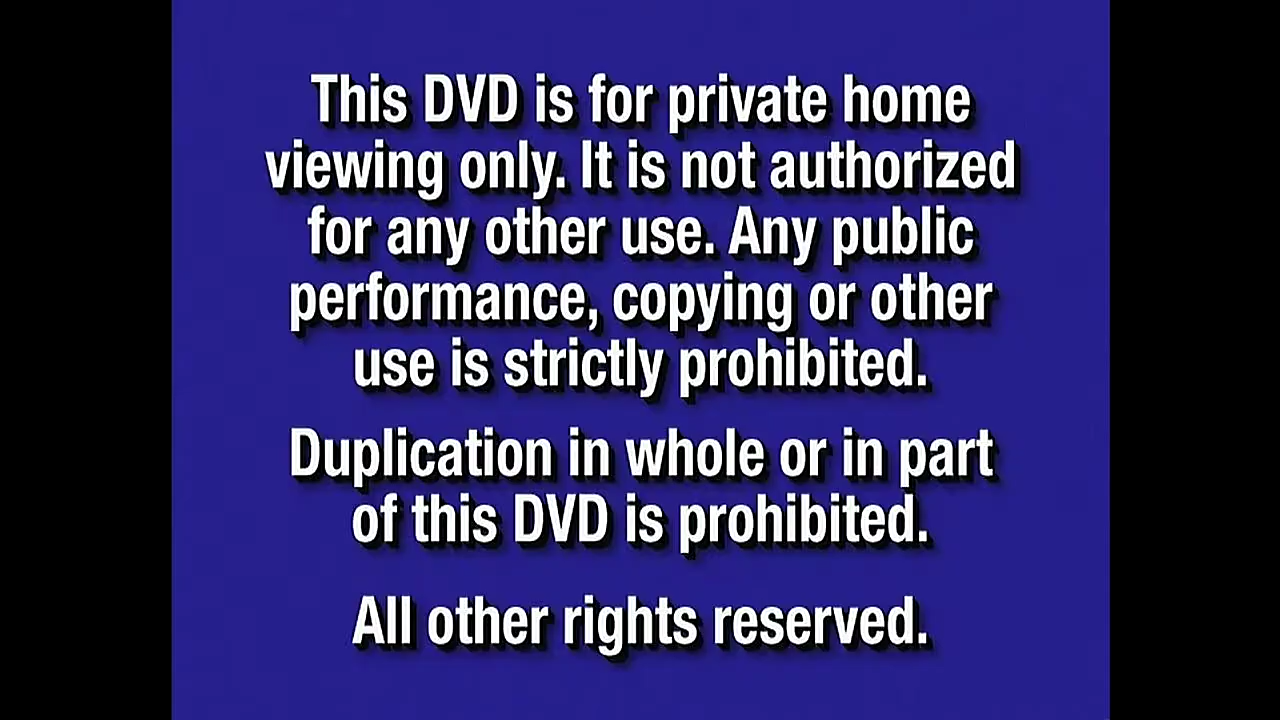 This DVD is for private home
viewing only. It is not authorized
for any other use. Any public
performance, copying or other
use is strictly prohibited.
Duplication in whole or in part
of this DVD is prohibited.
All other rights reserved.